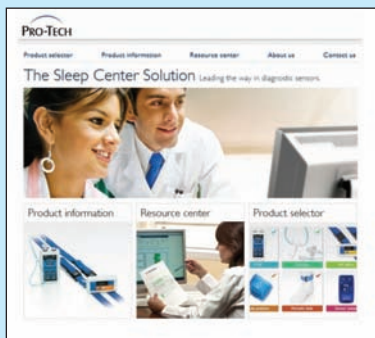 PRO-TECH
Product selector Product information Resource center About us Contact us
The Sleep Center Solution Leading the way in diagnostic sensors.
Product information Resource center Product selector